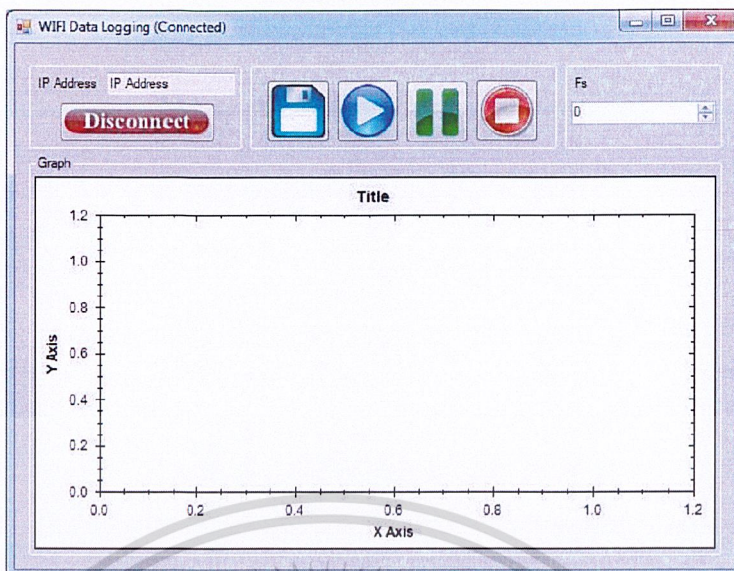 WIFI Data Logging (Connected)
IP Address IP Address
Disconnect
Fs
0
Graph
Title
1.2
1.0
0.8
0.6
0.4
0.2
0.0
Y Axis
0.0 0.2 0.4 0.6 0.8 1.0 1.2
X Axis